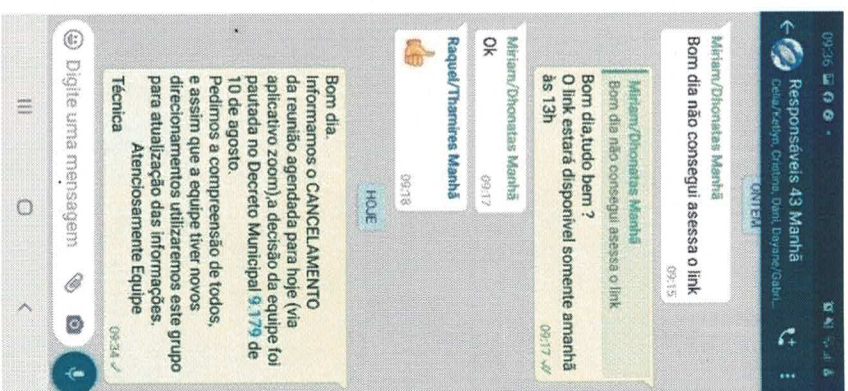 09:36
Responsáveis 43 Manhã
Ceba/Ketlyn, Cristina, Dani, Dayane/Gabri...
ONTEM
Miriam/Dhonatas Manhã
Bom dia não consegui asessa o link
09:15
Miriam/Dhonatas Manhã
Bom dia não consegui asessa o link
Bom dia,tudo bem ?
O link estará disponível somente amanhã
às 13h
09:17
Miriam/Dhonatas Manhã
Ok
09:17
Raquel/Thamires Manhã
09:18
HOJE
Bom dia.
Informamos o CANCELAMENTO
da reunião agendada para hoje (via
aplicativo zoom),a decisão da equipe foi
pautada no Decreto Municipal 9.179 de
10 de agosto.
Pedimos a compreensão de todos,
e assim que a equipe tiver novos
direcionamentos utilizaremos este grupo
para atualização das informações.
Atenciosamente Equipe
Técnica
09:34
Digite uma mensagem